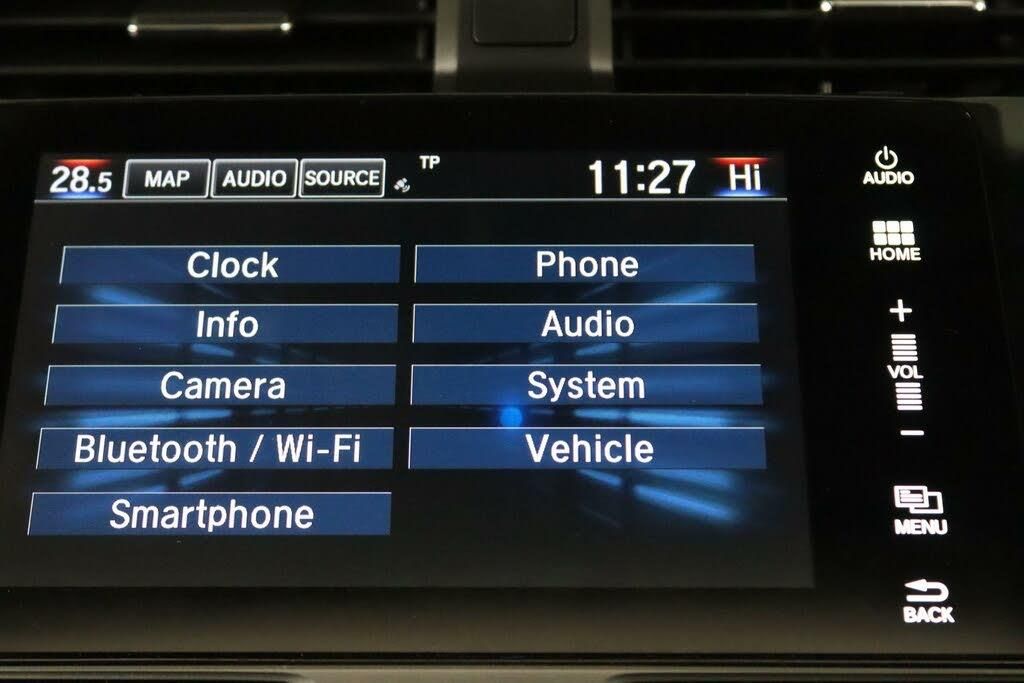 28.5 MAP AUDIO SOURCE TP 11:27 Hi
Clock Phone
Info Audio
Camera System
Bluetooth / Wi-Fi Vehicle
Smartphone
AUDIO
HOME
+
VOL
−
MENU
BACK